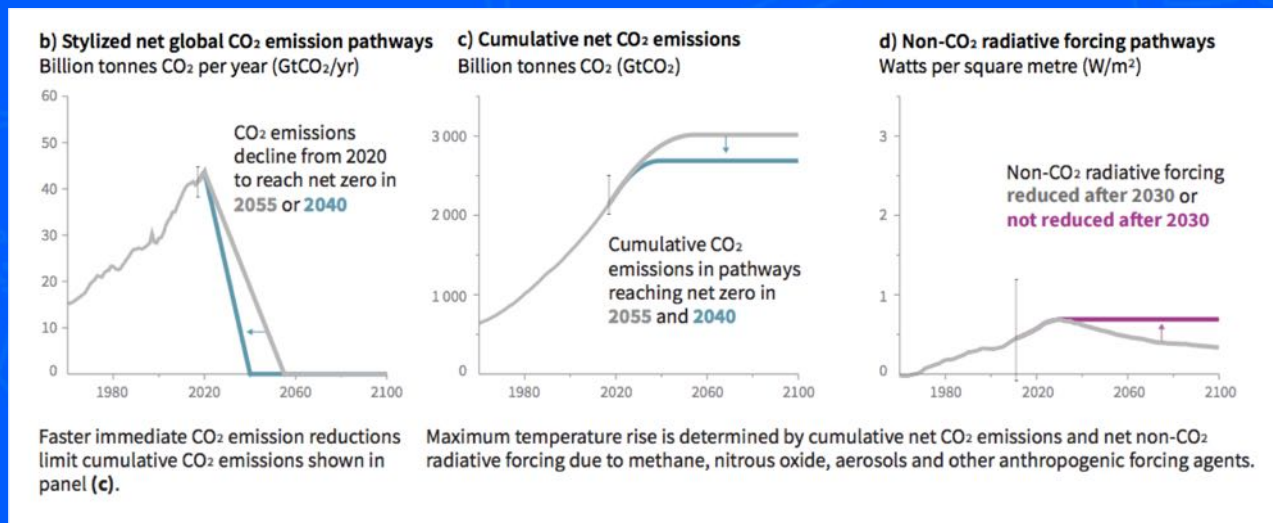 b) Stylized net global CO₂ emission pathways
Billion tonnes CO₂ per year (GtCO₂/yr)
60
50
40
30
20
10
0
CO₂ emissions
decline from 2020
to reach net zero in
2055 or 2040
1980
2020
2060
2100
Faster immediate CO₂ emission reductions
limit cumulative CO₂ emissions shown in
panel (c).
c) Cumulative net CO₂ emissions
Billion tonnes CO₂ (GtCO₂)
3 000
2 000
1 000
0
Cumulative CO₂
emissions in pathways
reaching net zero in
2055 and 2040
1980
2020
2060
2100
d) Non-CO₂ radiative forcing pathways
Watts per square metre (W/m²)
3
2
1
0
Non-CO₂ radiative forcing
reduced after 2030 or
not reduced after 2030
1980
2020
2060
2100
Maximum temperature rise is determined by cumulative net CO₂ emissions and net non-CO₂
radiative forcing due to methane, nitrous oxide, aerosols and other anthropogenic forcing agents.